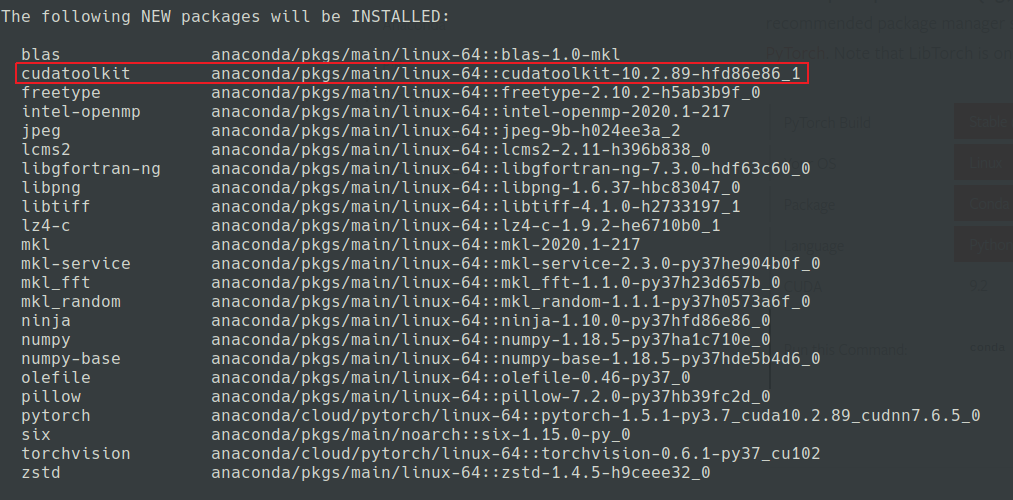 The following NEW packages will be INSTALLED:
blas anaconda/pkgs/main/linux-64::blas-1.0-mkl
cudatoolkit anaconda/pkgs/main/linux-64::cudatoolkit-10.2.89-hfd86e86_1
freetype anaconda/pkgs/main/linux-64::freetype-2.10.2-h5ab3b9f_0
intel-openmp anaconda/pkgs/main/linux-64::intel-openmp-2020.1-217
jpeg anaconda/pkgs/main/linux-64::jpeg-9b-h024ee3a_2
lcms2 anaconda/pkgs/main/linux-64::lcms2-2.11-h396b838_0
libgfortran-ng anaconda/pkgs/main/linux-64::libgfortran-ng-7.3.0-hdf63c60_0
libpng anaconda/pkgs/main/linux-64::libpng-1.6.37-hbc83047_0
libtiff anaconda/pkgs/main/linux-64::libtiff-4.1.0-h2733197_1
lz4-c anaconda/pkgs/main/linux-64::lz4-c-1.9.2-he6710b0_1
mkl anaconda/pkgs/main/linux-64::mkl-2020.1-217
mkl-service anaconda/pkgs/main/linux-64::mkl-service-2.3.0-py37he904b0f_0
mkl_fft anaconda/pkgs/main/linux-64::mkl_fft-1.1.0-py37h23d657b_0
mkl_random anaconda/pkgs/main/linux-64::mkl_random-1.1.1-py37h0573a6f_0
ninja anaconda/pkgs/main/linux-64::ninja-1.10.0-py37hfd86e86_0
numpy anaconda/pkgs/main/linux-64::numpy-1.18.5-py37ha1c710e_0
numpy-base anaconda/pkgs/main/linux-64::numpy-base-1.18.5-py37hde5b4d6_0
olefile anaconda/pkgs/main/linux-64::olefile-0.46-py37_0
pillow anaconda/pkgs/main/linux-64::pillow-7.2.0-py37hb39fc2d_0
pytorch anaconda/cloud/pytorch/linux-64::pytorch-1.5.1-py3.7_cuda10.2.89_cudnn7.6.5_0
six anaconda/pkgs/main/noarch::six-1.15.0-py_0
torchvision anaconda/cloud/pytorch/linux-64::torchvision-0.6.1-py37_cu102
zstd anaconda/pkgs/main/linux-64::zstd-1.4.5-h9ceee32_0